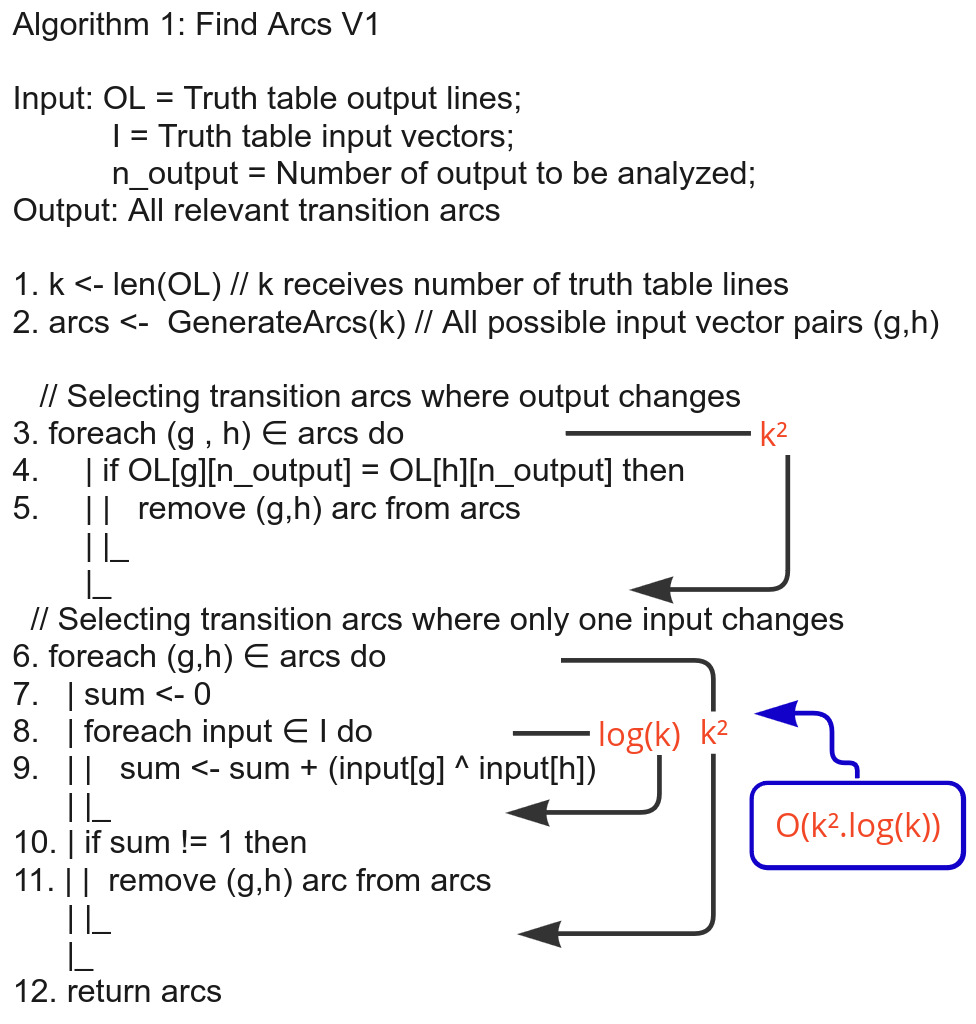 Algorithm 1: Find Arcs V1
Input: OL = Truth table output lines;
I = Truth table input vectors;
n_output = Number of output to be analyzed;
Output: All relevant transition arcs
1. k <- len(OL) // k receives number of truth table lines
2. arcs <-  GenerateArcs(k) // All possible input vector pairs (g,h)
// Selecting transition arcs where output changes
3. foreach (g , h) ∈ arcs do k²
4. | if OL[g][n_output] = OL[h][n_output] then
5. | | remove (g,h) arc from arcs
| |_
|_
// Selecting transition arcs where only one input changes
6. foreach (g,h) ∈ arcs do
7. | sum <- 0
8. | foreach input ∈ I do log(k) k²
9. | | sum <- sum + (input[g] ^ input[h])
| |_
O(k².log(k))
10. | if sum != 1 then
11. | | remove (g,h) arc from arcs
| |_
|_
12. return arcs